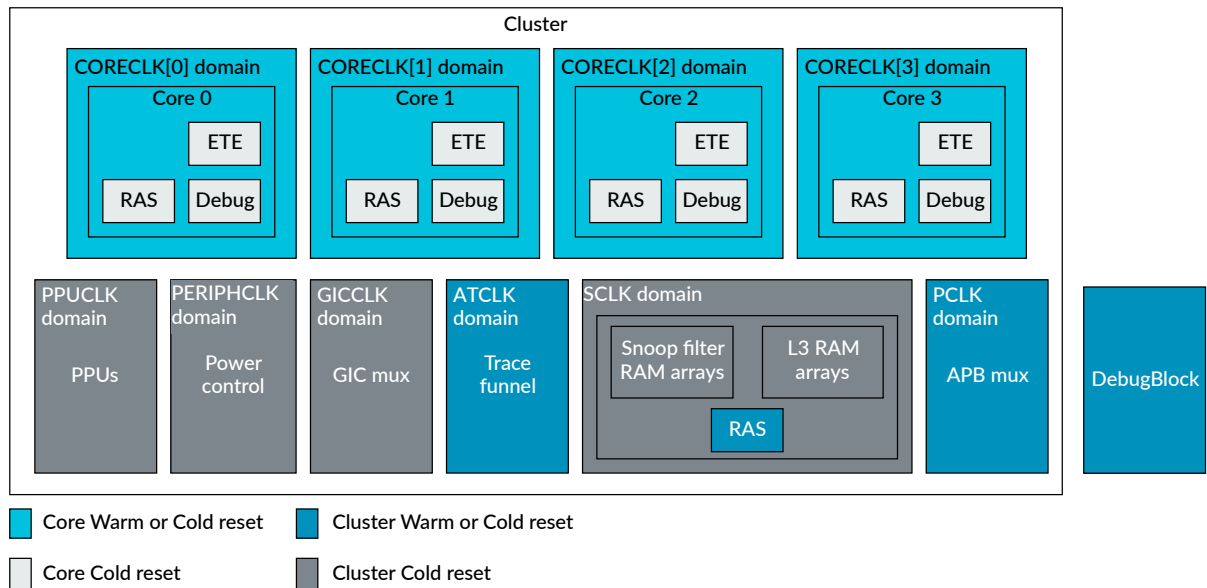 Cluster
CORECLK[0] domain
Core 0
ETE
RAS
Debug
CORECLK[1] domain
Core 1
ETE
RAS
Debug
CORECLK[2] domain
Core 2
ETE
RAS
Debug
CORECLK[3] domain
Core 3
ETE
RAS
Debug
PPUCLK
domain
PPUs
PERIPHCLK
domain
Power
control
GICCLK
domain
GIC mux
ATCLK
domain
Trace
funnel
SCLK domain
Snoop filter
RAM arrays
L3 RAM
arrays
RAS
PCLK
domain
APB mux
DebugBlock
Core Warm or Cold reset
Cluster Warm or Cold reset
Core Cold reset
Cluster Cold reset